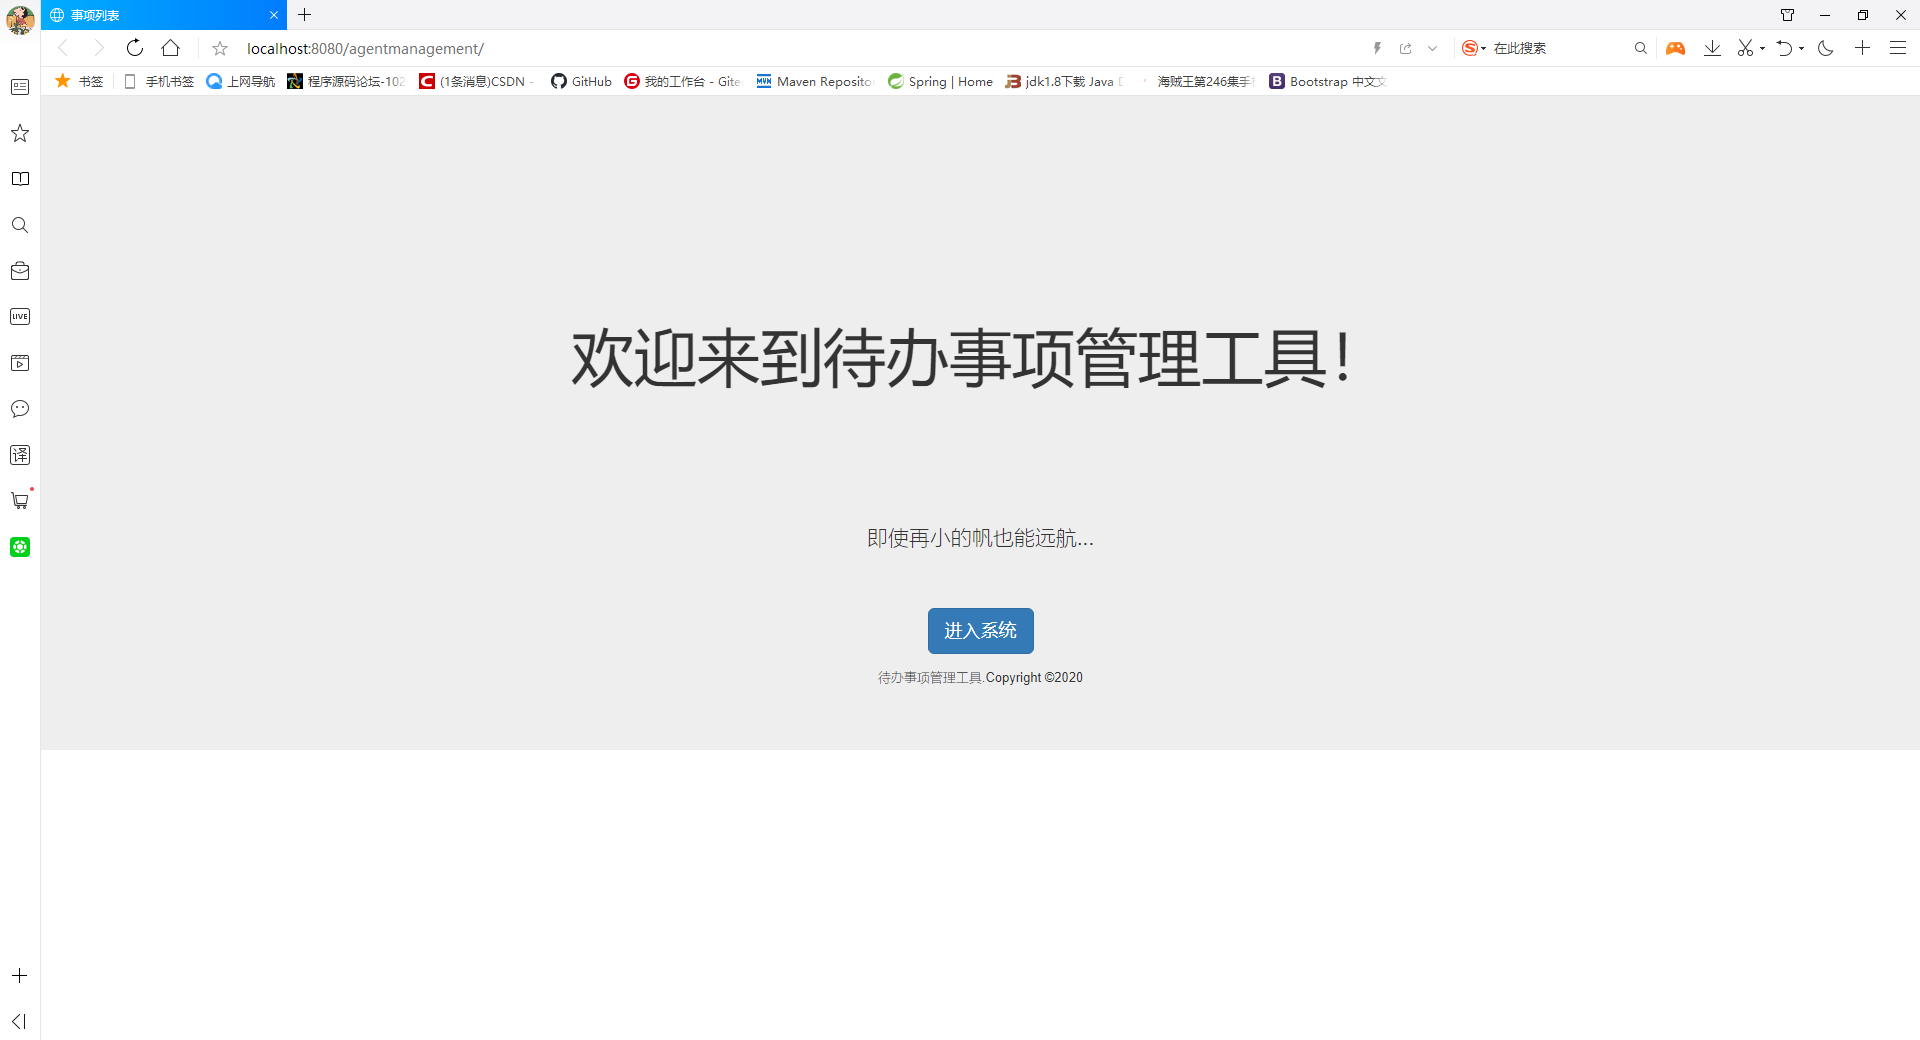 事项列表
localhost:8080/agentmanagement/
在此搜索
书签 手机书签 上网导航 程序源码论坛-102 (1条消息)CSDN - GitHub 我的工作台 - Gite Maven Reposito Spring | Home jdk1.8下载 Java 海贼王第246集手 Bootstrap 中文文
LIVE
译
欢迎来到待办事项管理工具！
即使再小的帆也能远航...
进入系统
待办事项管理工具.Copyright ©2020